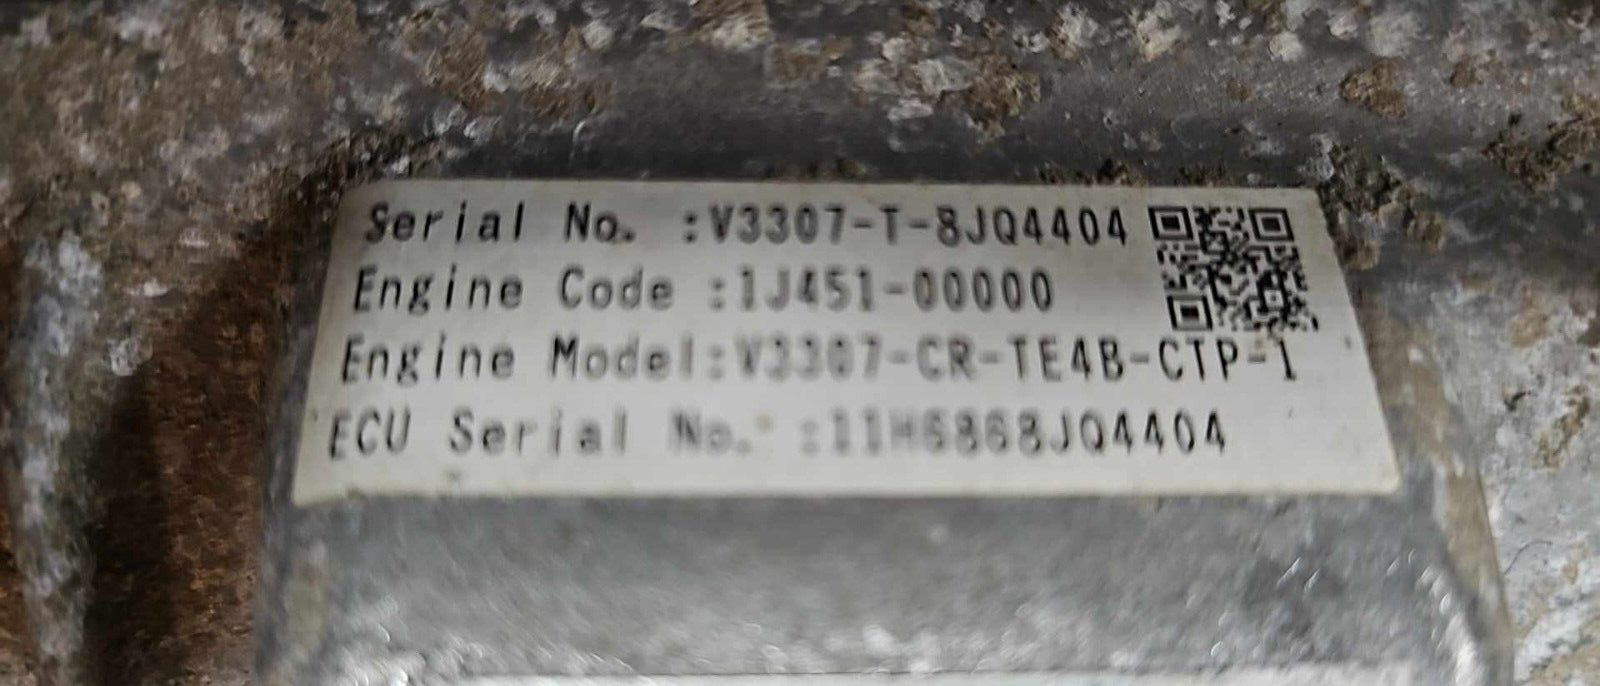 Serial No. :V3307-T-8JQ4404
Engine Code :1J451-00000
Engine Model:V3307-CR-TE4B-CTP-1
ECU Serial No. :11H6868JQ4404